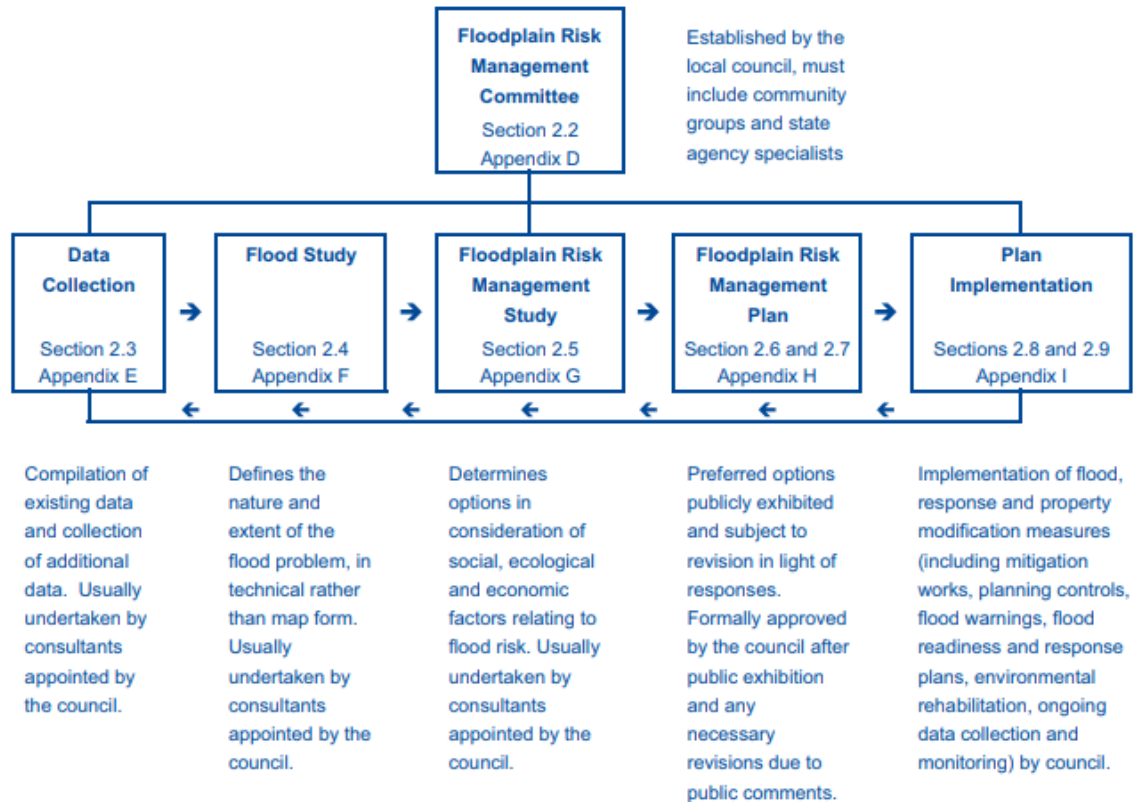 Floodplain Risk
Management
Committee
Section 2.2
Appendix D
Established by the
local council, must
include community
groups and state
agency specialists
Data
Collection
Section 2.3
Appendix E
Flood Study
Section 2.4
Appendix F
Floodplain Risk
Management
Study
Section 2.5
Appendix G
Floodplain Risk
Management
Plan
Section 2.6 and 2.7
Appendix H
Plan
Implementation
Sections 2.8 and 2.9
Appendix I
Compilation of
existing data
and collection
of additional
data. Usually
undertaken by
consultants
appointed by
the council.
Defines the
nature and
extent of the
flood problem, in
technical rather
than map form.
Usually
undertaken by
consultants
appointed by the
council.
Determines
options in
consideration of
social, ecological
and economic
factors relating to
flood risk. Usually
undertaken by
consultants
appointed by the
council.
Preferred options
publicly exhibited
and subject to
revision in light of
responses.
Formally approved
by the council after
public exhibition
and any
necessary
revisions due to
public comments.
Implementation of flood,
response and property
modification measures
(including mitigation
works, planning controls,
flood warnings, flood
readiness and response
plans, environmental
rehabilitation, ongoing
data collection and
monitoring) by council.